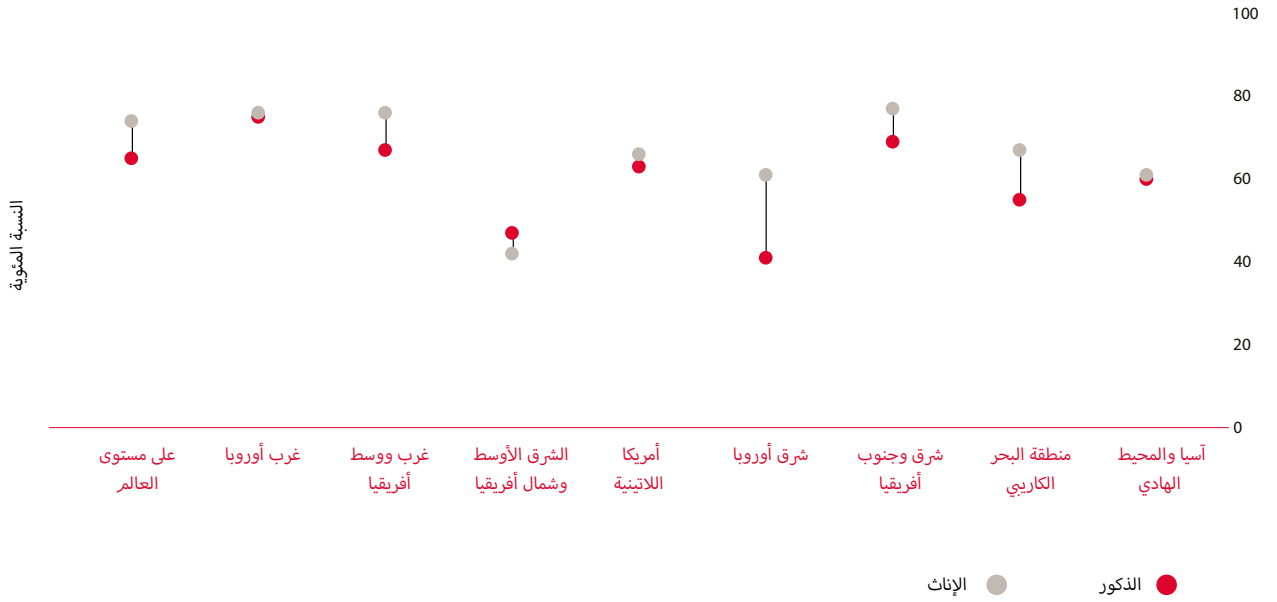 100
80
60
40
20
0
النسبة المئوية
آسيا والمحيط
الهادي
منطقة البحر
الكاريبي
شرق وجنوب
أفريقيا
شرق أوروبا
أمريكا
اللاتينية
الشرق الأوسط
وشمال أفريقيا
غرب ووسط
أفريقيا
غرب أوروبا
على مستوى
العالم
الذكور
الإناث